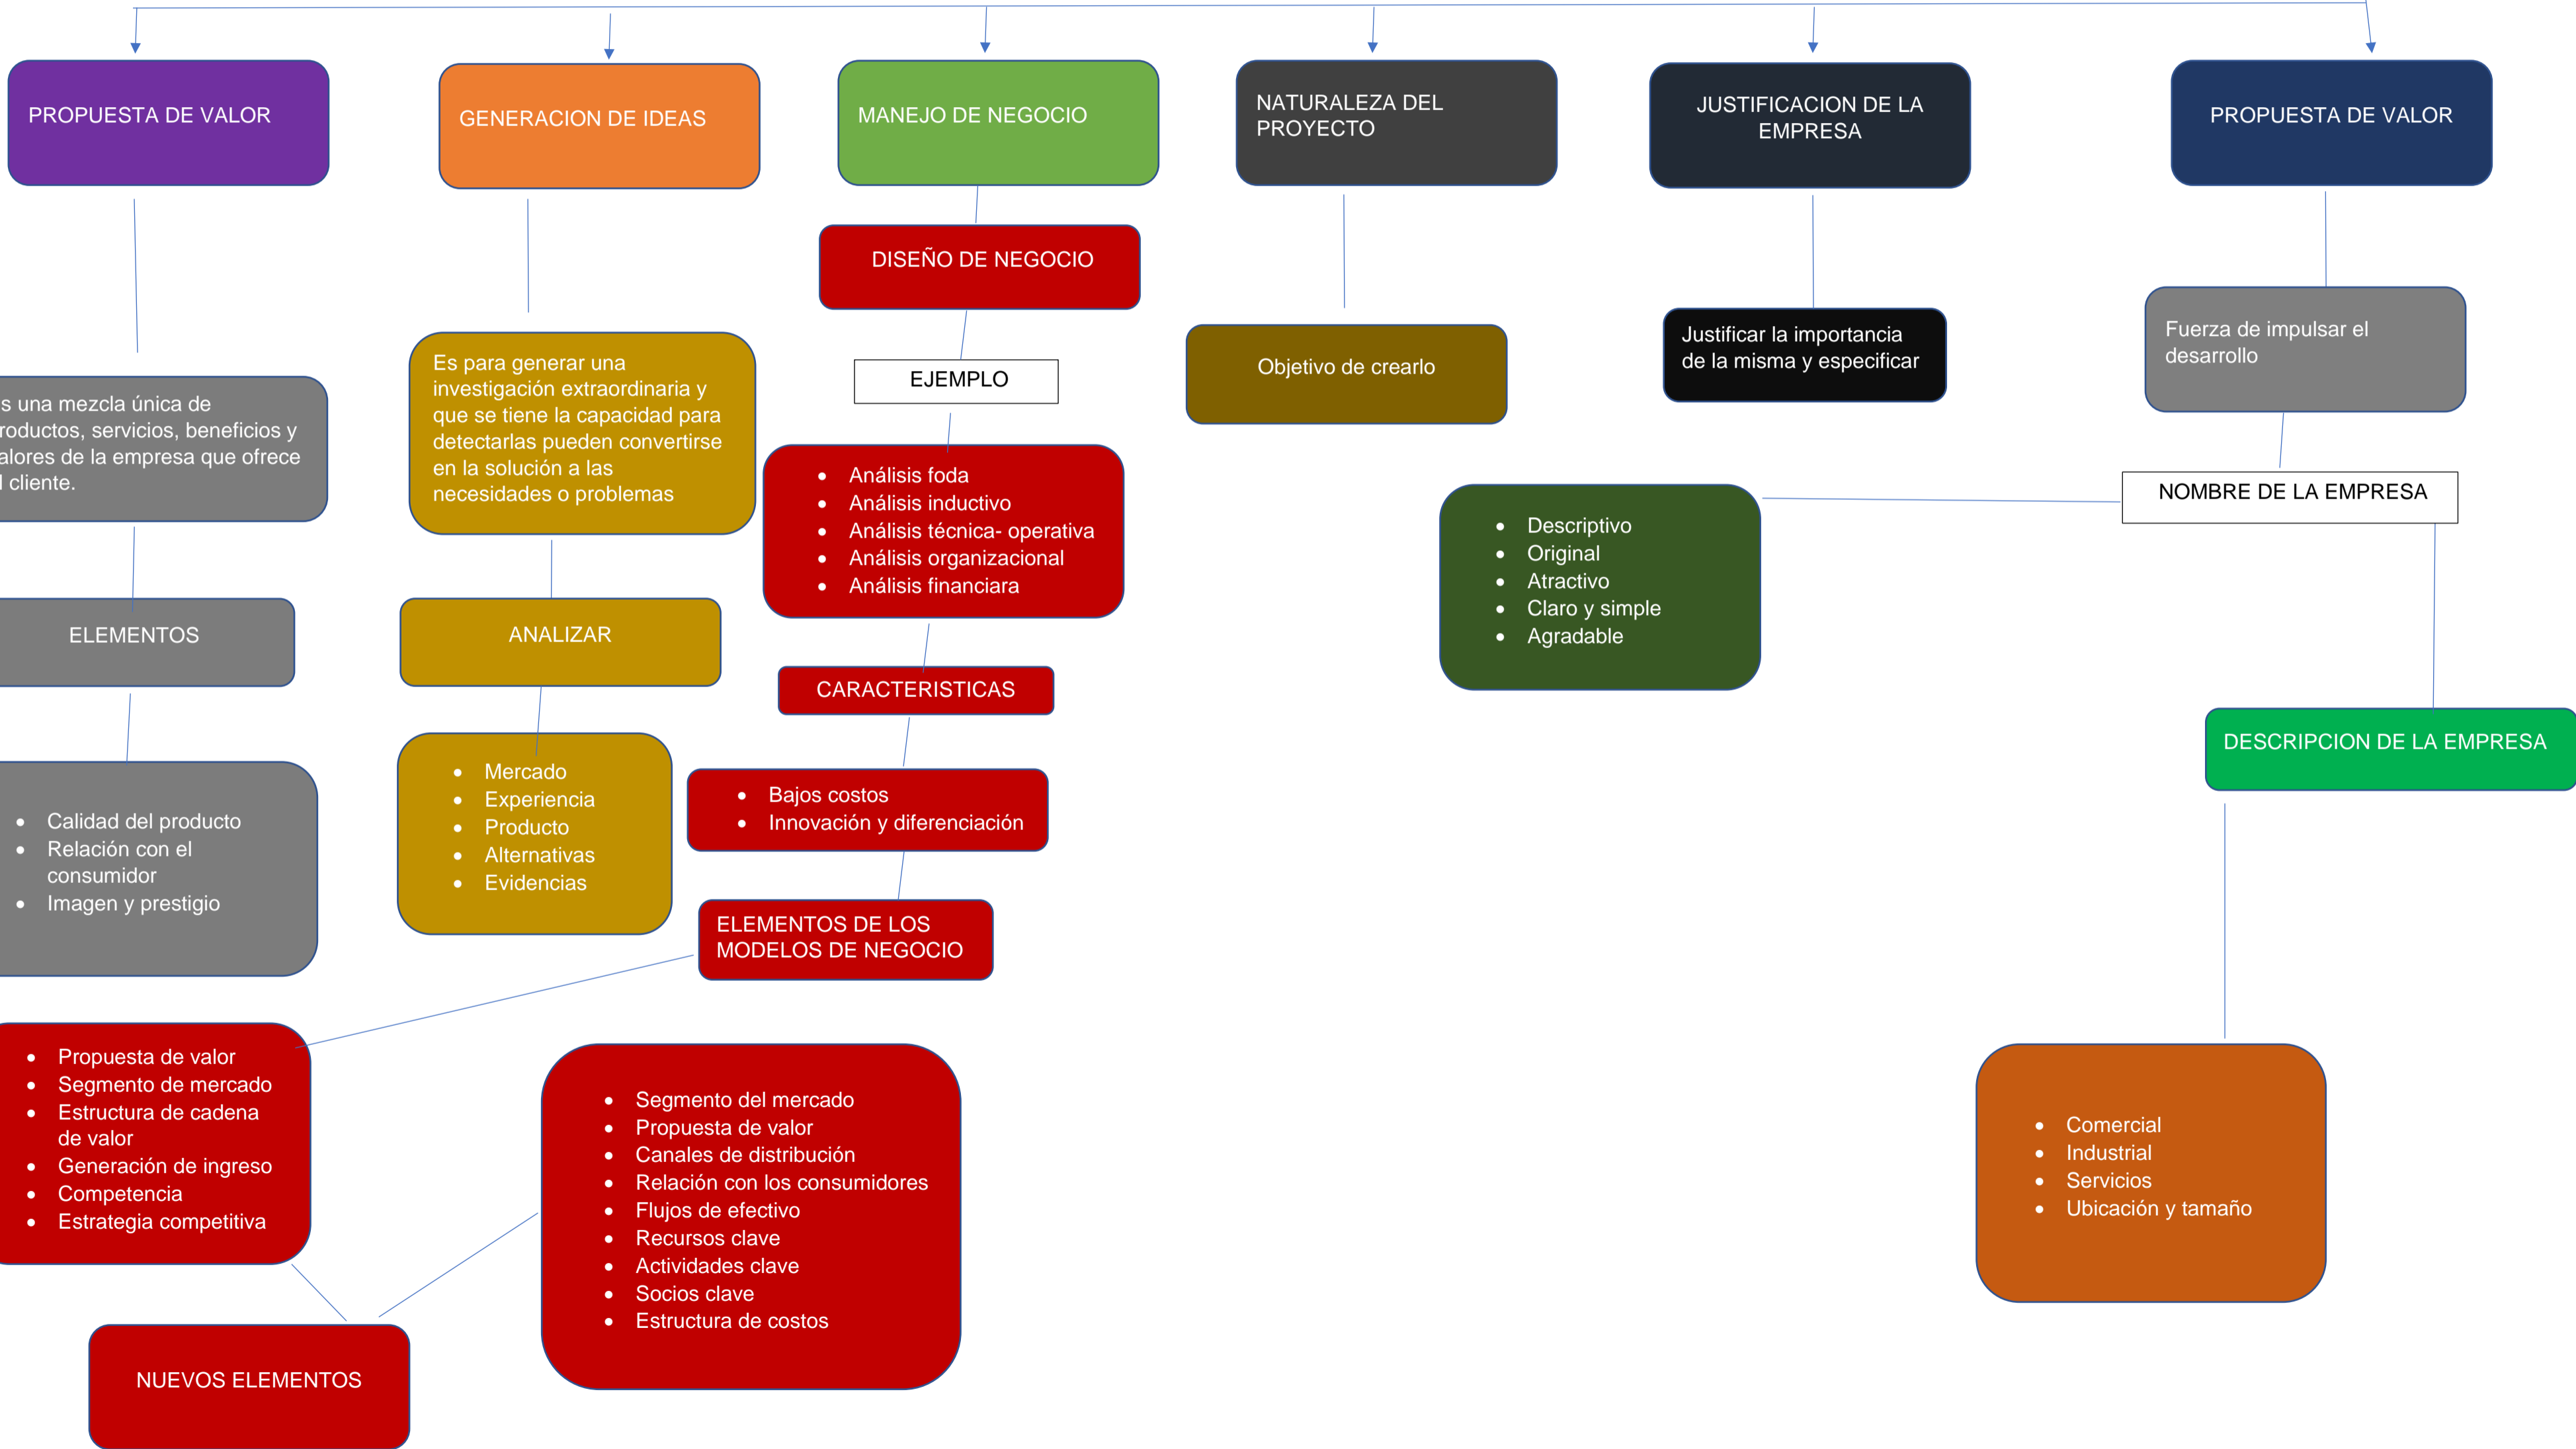 PROPUESTA DE VALOR
GENERACION DE IDEAS
MANEJO DE NEGOCIO
NATURALEZA DEL
PROYECTO
JUSTIFICACION DE LA
EMPRESA
PROPUESTA DE VALOR
s una mezcla única de
roductos, servicios, beneficios y
alores de la empresa que ofrece
l cliente.
ELEMENTOS
• Calidad del producto
• Relación con el
consumidor
• Imagen y prestigio
Es para generar una
investigación extraordinaria y
que se tiene la capacidad para
detectarlas pueden convertirse
en la solución a las
necesidades o problemas
ANALIZAR
• Mercado
• Experiencia
• Producto
• Alternativas
• Evidencias
DISEÑO DE NEGOCIO
EJEMPLO
• Análisis foda
• Análisis inductivo
• Análisis técnica- operativa
• Análisis organizacional
• Análisis financiara
CARACTERISTICAS
• Bajos costos
• Innovación y diferenciación
ELEMENTOS DE LOS
MODELOS DE NEGOCIO
• Propuesta de valor
• Segmento de mercado
• Estructura de cadena
de valor
• Generación de ingreso
• Competencia
• Estrategia competitiva
NUEVOS ELEMENTOS
• Segmento del mercado
• Propuesta de valor
• Canales de distribución
• Relación con los consumidores
• Flujos de efectivo
• Recursos clave
• Actividades clave
• Socios clave
• Estructura de costos
Objetivo de crearlo
Justificar la importancia
de la misma y especificar
Fuerza de impulsar el
desarrollo
NOMBRE DE LA EMPRESA
• Descriptivo
• Original
• Atractivo
• Claro y simple
• Agradable
DESCRIPCION DE LA EMPRESA
• Comercial
• Industrial
• Servicios
• Ubicación y tamaño